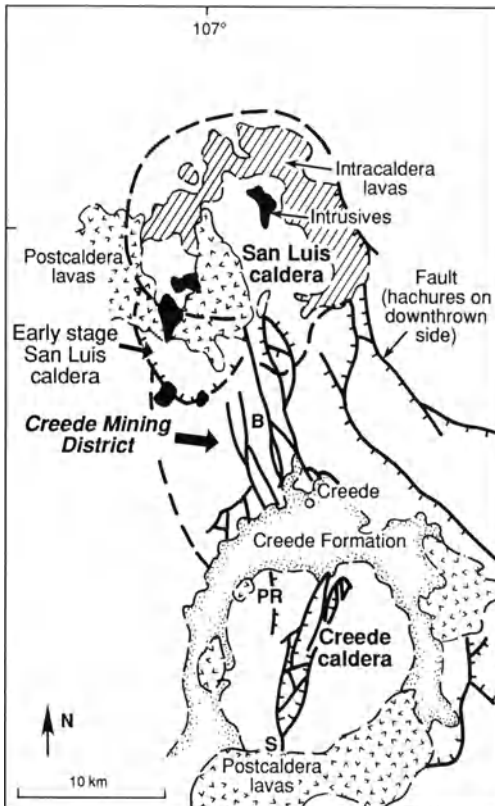 107°
Intracaldera
lavas
Intrusives
Postcaldera
lavas
San Luis
caldera
Fault
(hachures on
downthrown
side)
Early stage
San Luis
caldera
Creede Mining
District
B
Creede
Creede Formation
PR
Creede
caldera
N
S
Postcaldera
lavas
10 km